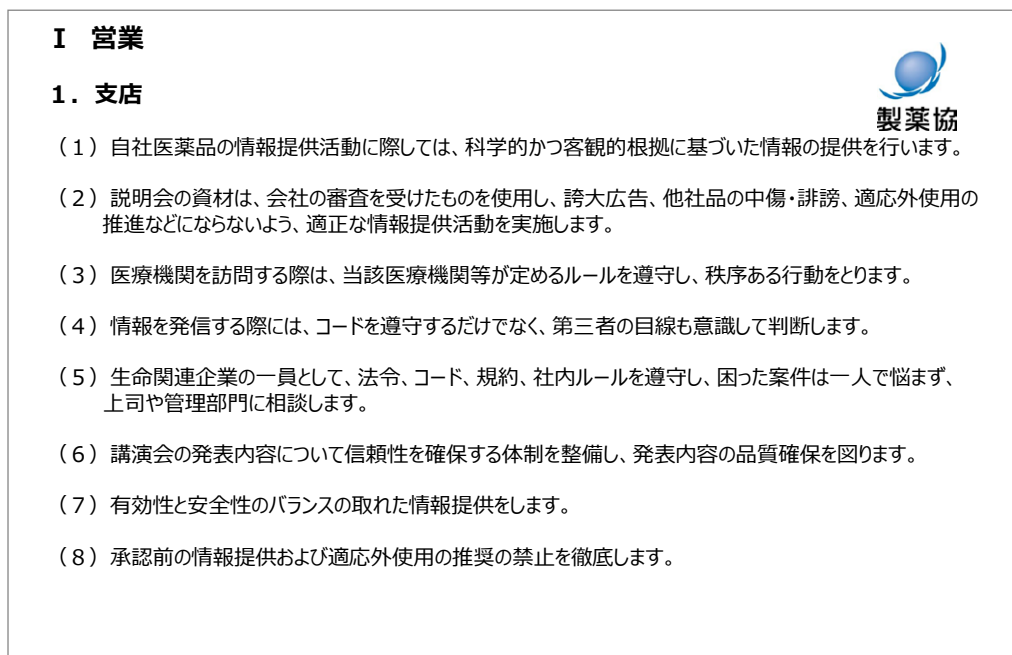 Ⅰ 営業
製薬協
1．支店
（1）自社医薬品の情報提供活動に際しては、科学的かつ客観的根拠に基づいた情報の提供を行います。
（2）説明会の資材は、会社の審査を受けたものを使用し、誇大広告、他社品の中傷・誹謗、適応外使用の
推進などにならないよう、適正な情報提供活動を実施します。
（3）医療機関を訪問する際は、当該医療機関等が定めるルールを遵守し、秩序ある行動をとります。
（4）情報を発信する際には、コードを遵守するだけでなく、第三者の目線も意識して判断します。
（5）生命関連企業の一員として、法令、コード、規約、社内ルールを遵守し、困った案件は一人で悩まず、
上司や管理部門に相談します。
（6）講演会の発表内容について信頼性を確保する体制を整備し、発表内容の品質確保を図ります。
（7）有効性と安全性のバランスの取れた情報提供をします。
（8）承認前の情報提供および適応外使用の推奨の禁止を徹底します。